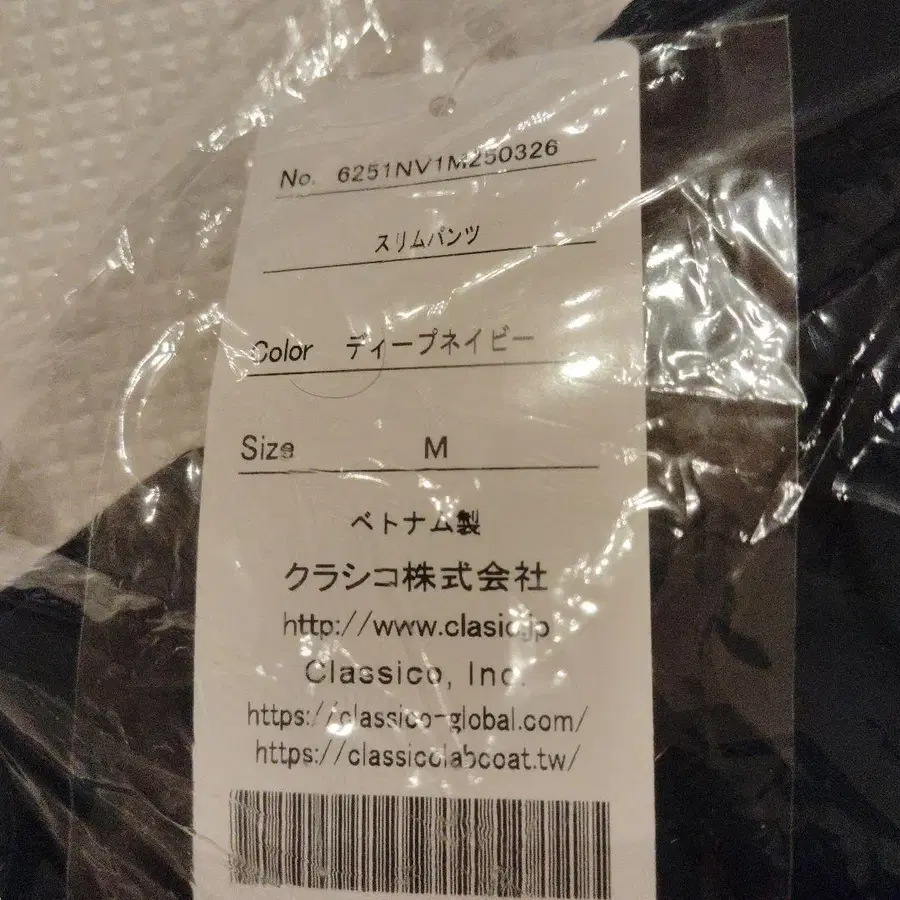 No. 6251NV1M250326
スリムパンツ
Color ディープネイビー
Size M
ベトナム製
クラシコ株式会社
http://www.clasic.jp
Classico, Inc.
https://classico-global.com/
https://classicolabcoat.tw/